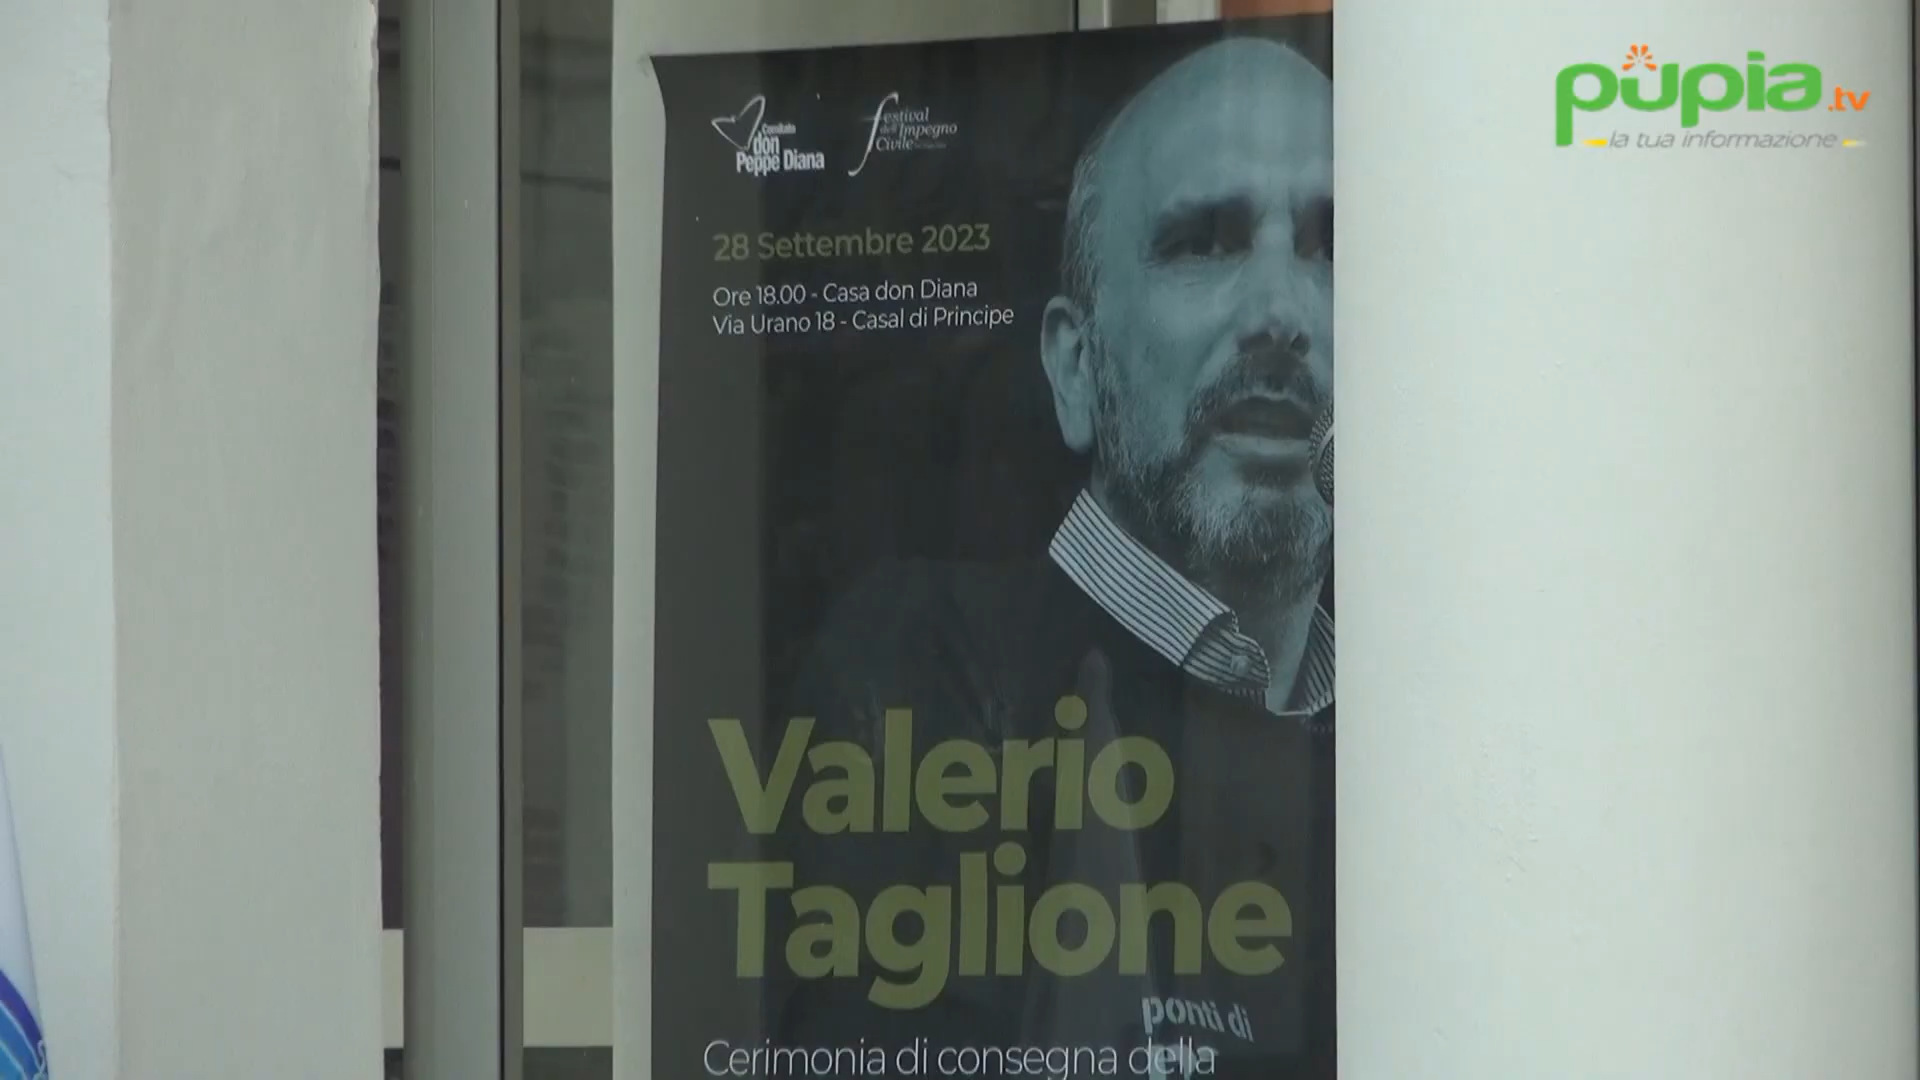 pupia.tv
la tua informazione
Comitato
don
Peppe Diana
Festival
dell'Impegno
Civile
28 Settembre 2023
Ore 18.00 - Casa don Diana
Via Urano 18 - Casal di Principe
Valerio
Taglione
ponti di
Cerimonia di consegna della